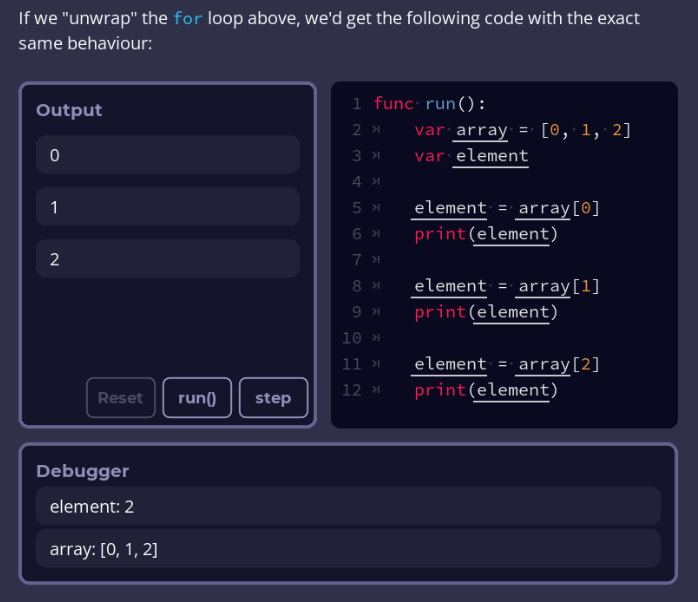 If we "unwrap" the for loop above, we'd get the following code with the exact
same behaviour:
Output
0
1
2
Reset run() step
1 func run():
2 var array = [0, 1, 2]
3 var element
4
5 element = array[0]
6 print(element)
7
8 element = array[1]
9 print(element)
10
11 element = array[2]
12 print(element)
Debugger
element: 2
array: [0, 1, 2]